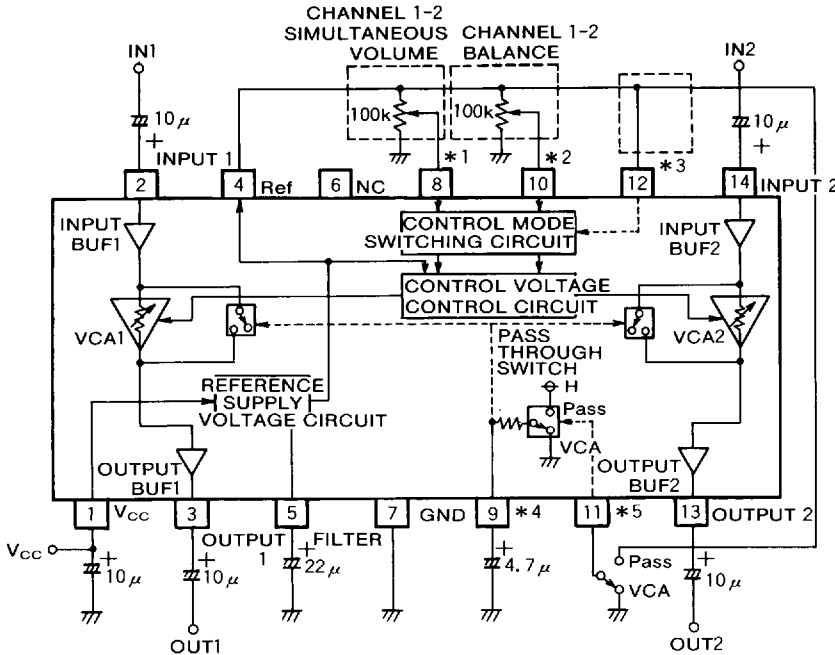 CHANNEL 1-2
SIMULTANEOUS
VOLUME
CHANNEL 1-2
BALANCE
IN1
IN2
10μ
+
100k
100k
10μ
+
INPUT 1
*1
*2
*3
INPUT 2
2
4
Ref
6
NC
8
10
12
14
INPUT
BUF1
CONTROL MODE
SWITCHING CIRCUIT
INPUT
BUF2
CONTROL VOLTAGE
CONTROL CIRCUIT
VCA1
VCA2
PASS
THROUGH
SWITCH
H
REFERENCE
SUPPLY
VOLTAGE CIRCUIT
Pass
VCA
OUTPUT
BUF1
OUTPUT
BUF2
1
VCC
3
5
7
GND
9
*4
11
*5
13
OUTPUT 2
OUTPUT
1
FILTER
VCC
+
10μ
+
10μ
+
22μ
+
4.7μ
Pass
VCA
+
10μ
OUT1
OUT2